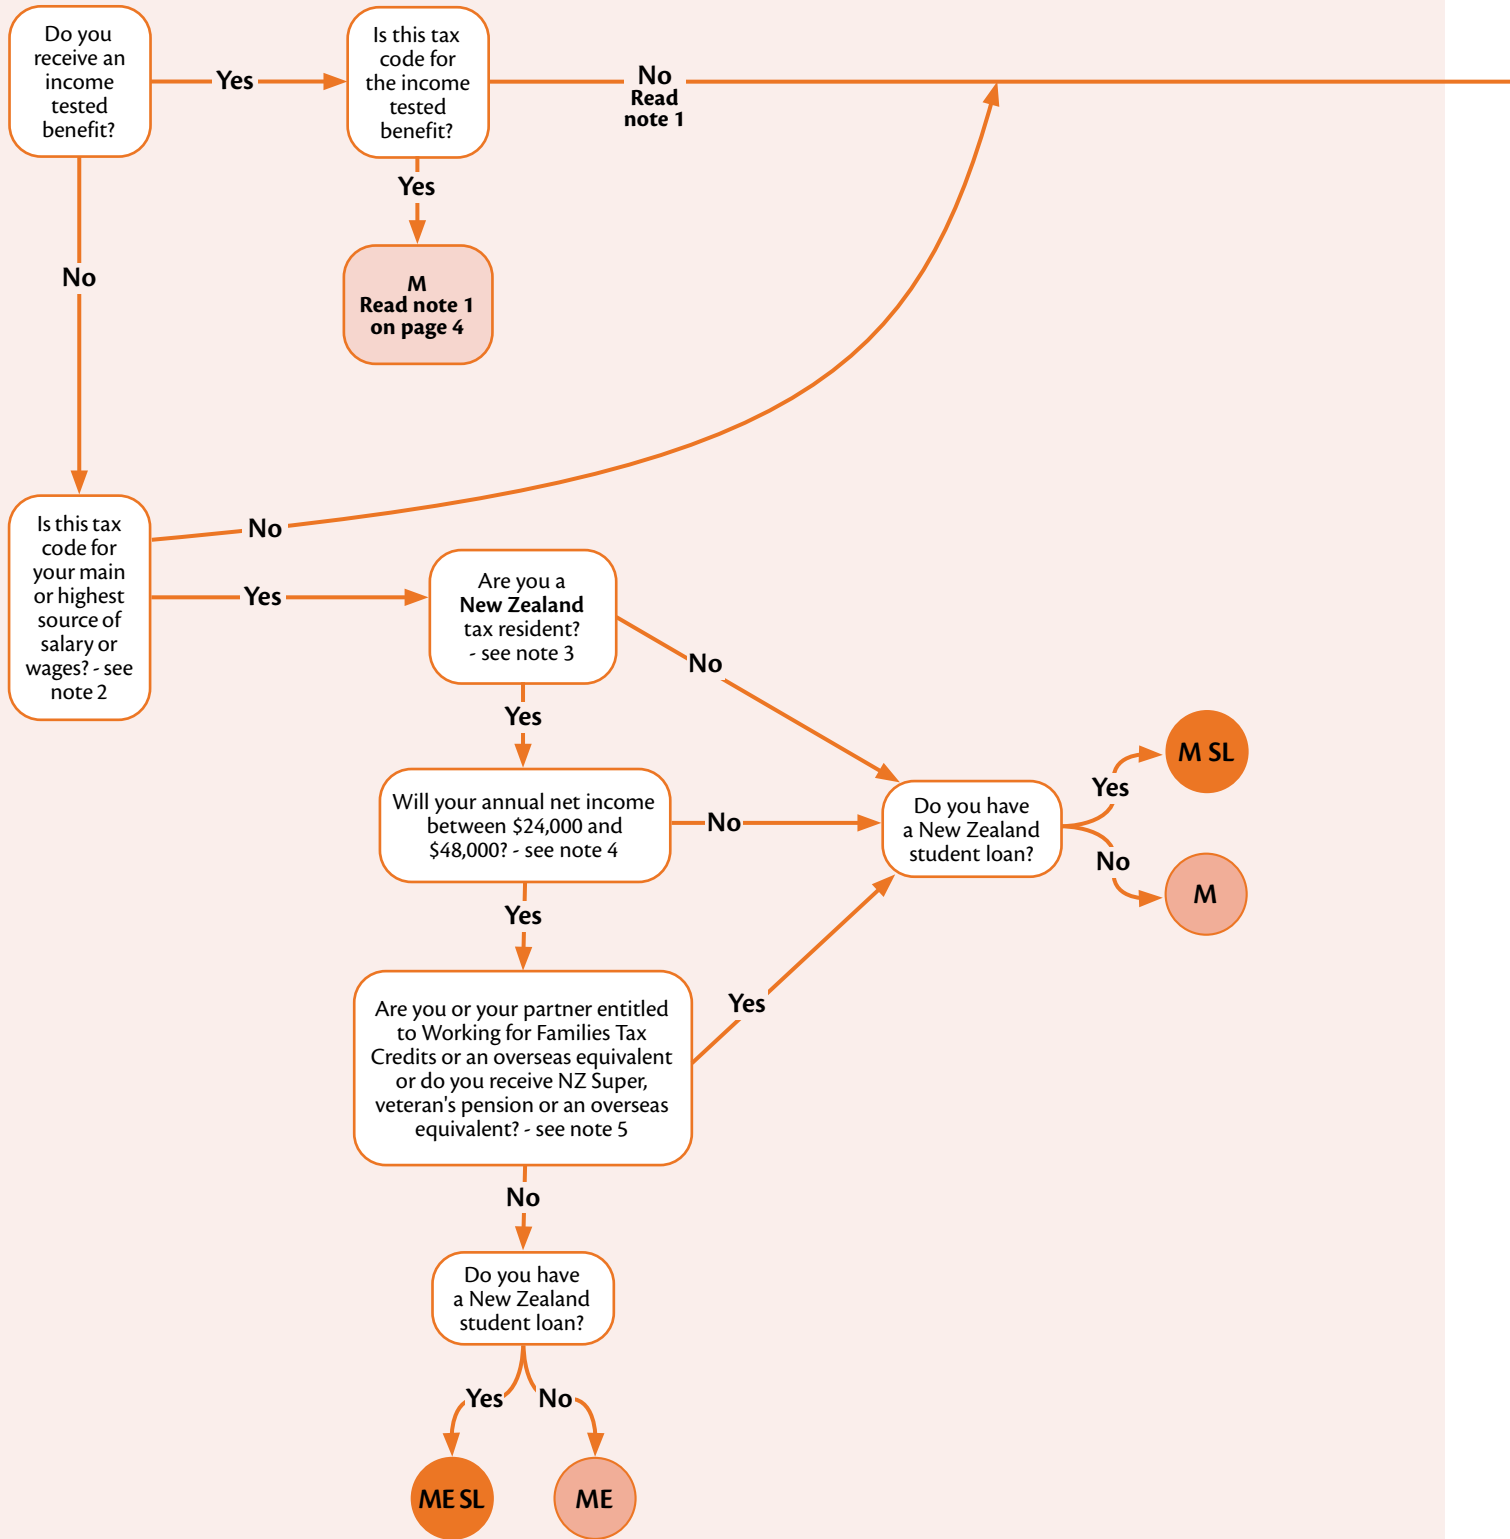 Do you
receive an
income
tested
benefit?
Yes
Is this tax
code for
the income
tested
benefit?
No
Read
note 1
Yes
M
Read note 1
on page 4
No
Is this tax
code for
your main
or highest
source of
salary or
wages? - see
note 2
No
Yes
Are you a
New Zealand
tax resident?
- see note 3
No
Yes
Will your annual net income
between $24,000 and
$48,000? - see note 4
No
Do you have
a New Zealand
student loan?
Yes
M SL
No
M
Yes
Are you or your partner entitled
to Working for Families Tax
Credits or an overseas equivalent
or do you receive NZ Super,
veteran's pension or an overseas
equivalent? - see note 5
Yes
No
Do you have
a New Zealand
student loan?
Yes
No
ME SL
ME